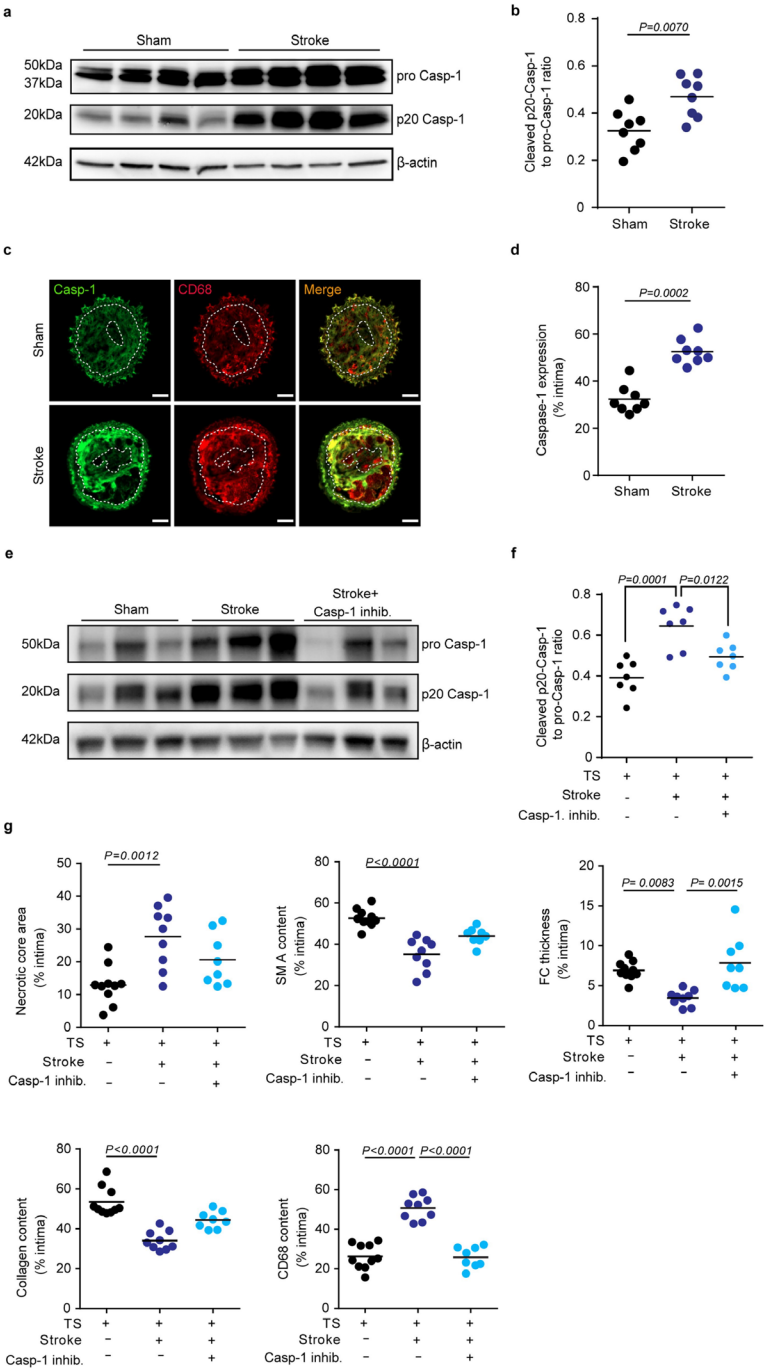 a
Sham Stroke
50kDa
37kDa
pro Casp-1
20kDa
p20 Casp-1
42kDa
β-actin
b
P=0.0070
Cleaved p20-Casp-1
to pro-Casp-1 ratio
0.8
0.6
0.4
0.2
0
Sham Stroke
c
Casp-1 CD68 Merge
Sham
Stroke
d
P=0.0002
Caspase-1 expression
(% intima)
80
60
40
20
0
Sham Stroke
e
Sham Stroke
Stroke+
Casp-1 inhib.
50kDa
pro Casp-1
20kDa
p20 Casp-1
42kDa
β-actin
f
P=0.0001 P=0.0122
Cleaved p20-Casp-1
to pro-Casp-1 ratio
0.8
0.6
0.4
0.2
0
TS + + +
Stroke - + +
Casp-1. inhib. - - +
g
P=0.0012
Necrotic core area
(% intima)
50
40
30
20
10
0
TS + + +
Stroke – + +
Casp-1 inhib. – – +
P<0.0001
SM A content
(% intima)
80
60
40
20
0
TS + + +
Stroke – + +
Casp-1 inhib. – – +
P= 0.0083 P= 0.0015
FC thickness
(% intima)
20
15
10
5
0
TS + + +
Stroke – + +
Casp-1 inhib. – – +
P<0.0001
Collagen content
(% intima)
80
60
40
20
0
TS + + +
Stroke – + +
Casp-1 inhib. – – +
P<0.0001 P<0.0001
CD68 content
(% intima)
80
60
40
20
0
TS + + +
Stroke – + +
Casp-1 inhib. – – +